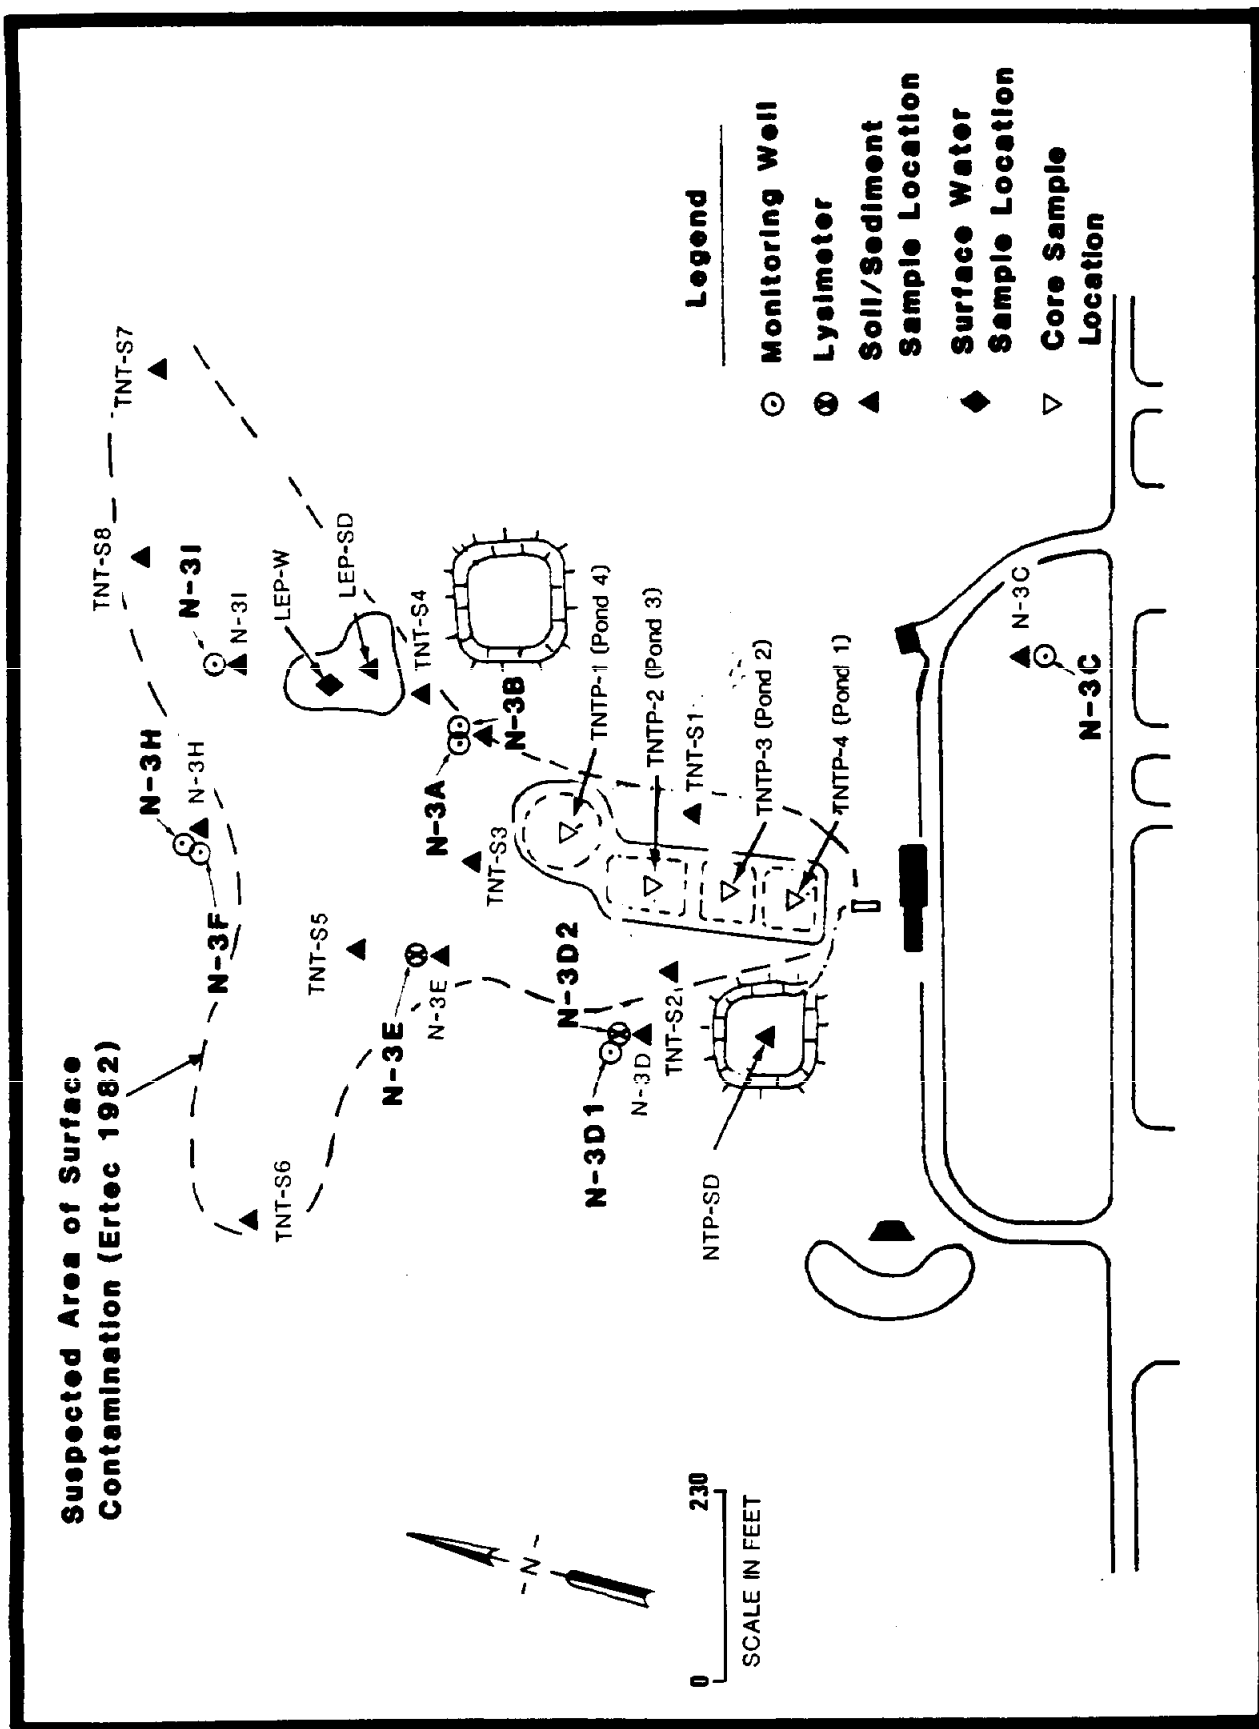 Suspected Area of Surface
Contamination (Ertec 1982)
TNT-S6
TNT-S5
TNT-S8
TNT-S7
N-3H
N-3H
N-3F
N-3I
N-3I
LEP-W
LEP-SD
TNT-S4
N-3E
N-3E
N-3A
N-3B
TNT-S3
N-3D2
N-3D1
N-3D
TNT-S2
TNTP-1 (Pond 4)
TNTP-2 (Pond 3)
TNT-S1
TNTP-3 (Pond 2)
TNTP-4 (Pond 1)
NTP-SD
N-3C
N-3C
-N-
0 230
SCALE IN FEET
Legend
Monitoring Well
Lysimeter
Soil/Sediment
Sample Location
Surface Water
Sample Location
Core Sample
Location